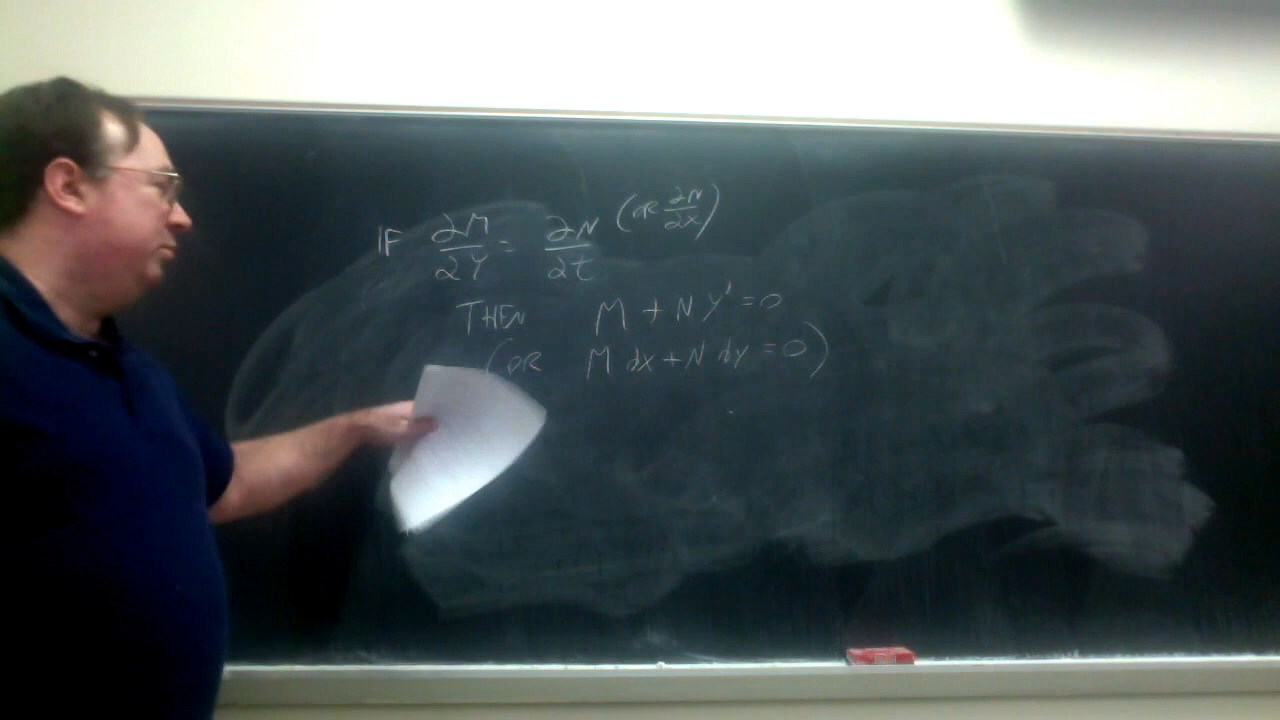 IF ∂M/∂Y = ∂N/∂t (OR ∂N/∂X)
THEN M + N Y' = 0
(OR M dx + N dy = 0)